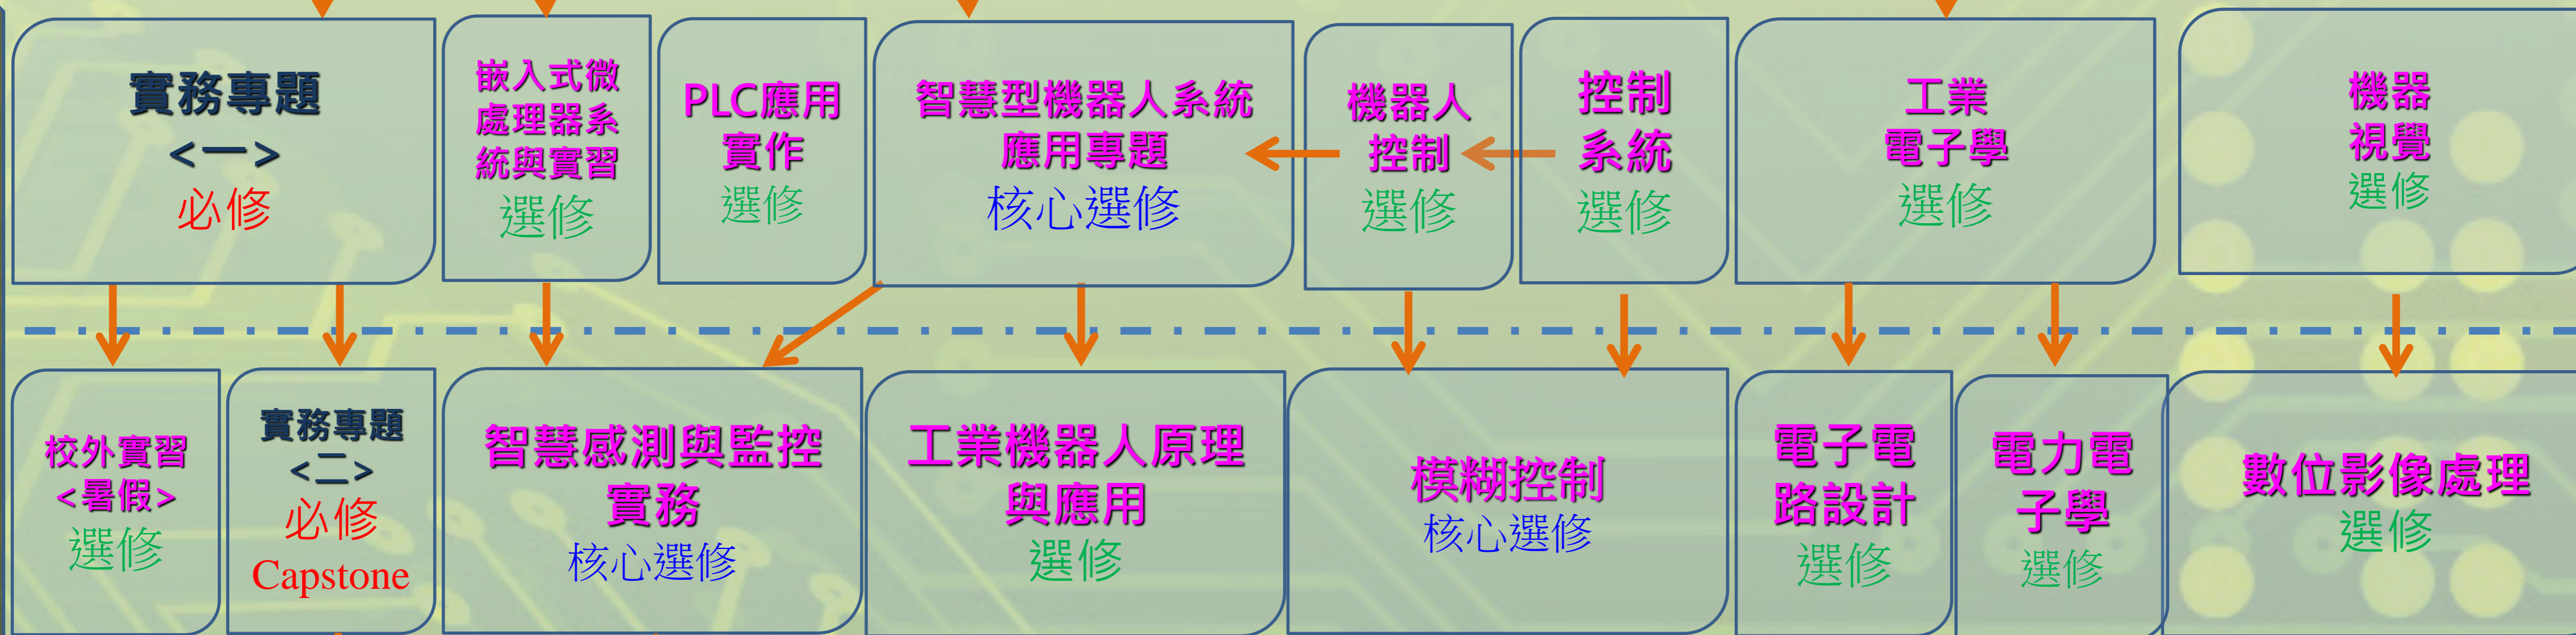 實務專題
<一>
必修
嵌入式微
處理器系
統與實習
選修
PLC應用
實作
選修
智慧型機器人系統
應用專題
核心選修
機器人
控制
選修
控制
系統
選修
工業
電子學
選修
機器
視覺
選修
校外實習
<暑假>
選修
實務專題
<二>
必修
Capstone
智慧感測與監控
實務
核心選修
工業機器人原理
與應用
選修
模糊控制
核心選修
電子電
路設計
選修
電力電
子學
選修
數位影像處理
選修